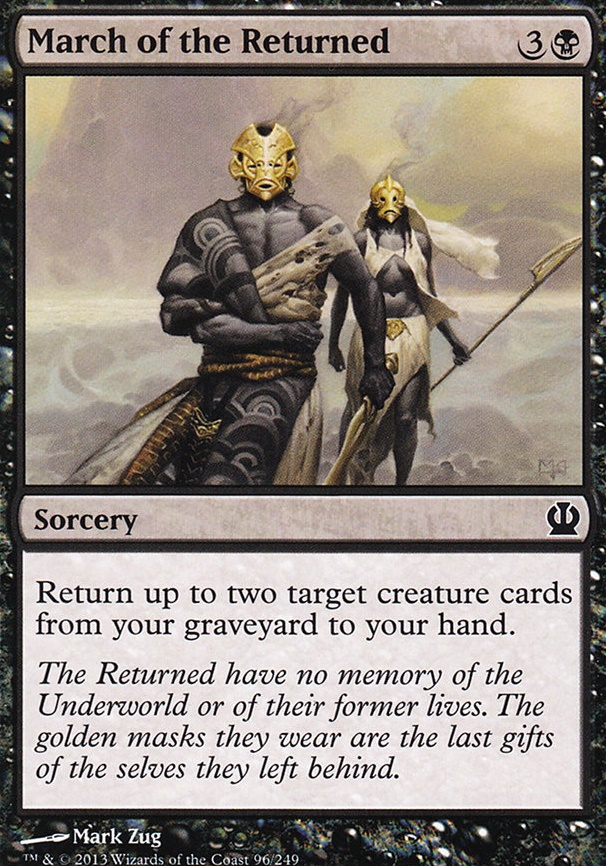 March of the Returned 3
Sorcery
Return up to two target creature cards
from your graveyard to your hand.
The Returned have no memory of the
Underworld or of their former lives. The
golden masks they wear are the last gifts
of the selves they left behind.
Mark Zug
™ & © 2013 Wizards of the Coast 96/249